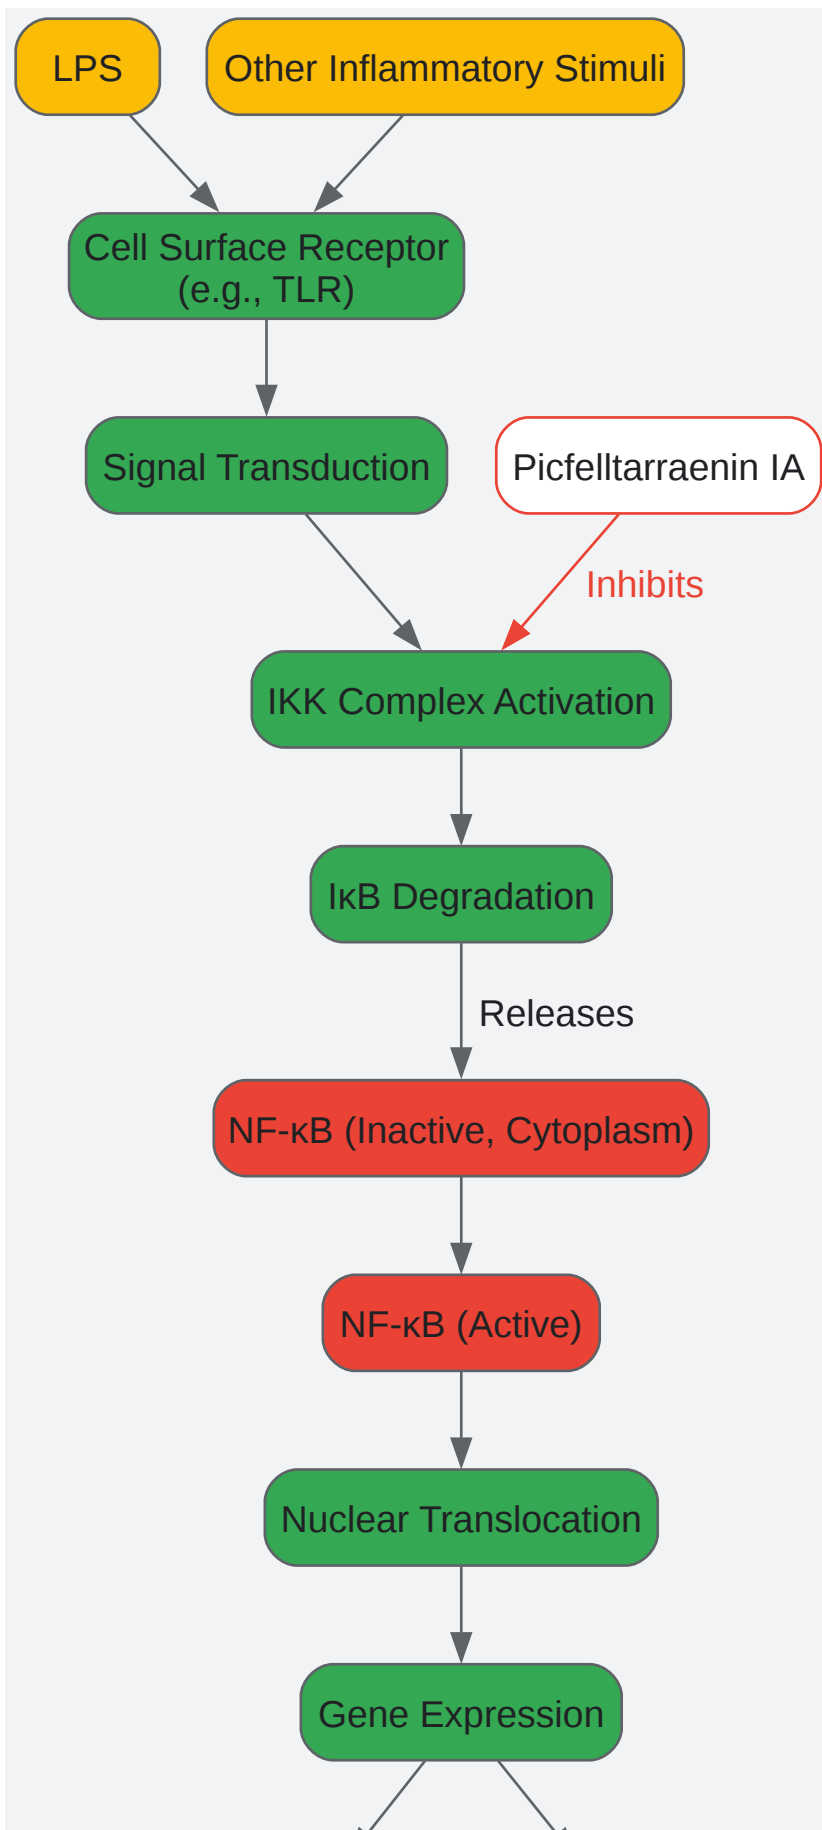 LPS
Other Inflammatory Stimuli
Cell Surface Receptor
(e.g., TLR)
Signal Transduction
Picfelltarraenin IA
Inhibits
IKK Complex Activation
IκB Degradation
Releases
NF-κB (Inactive, Cytoplasm)
NF-κB (Active)
Nuclear Translocation
Gene Expression